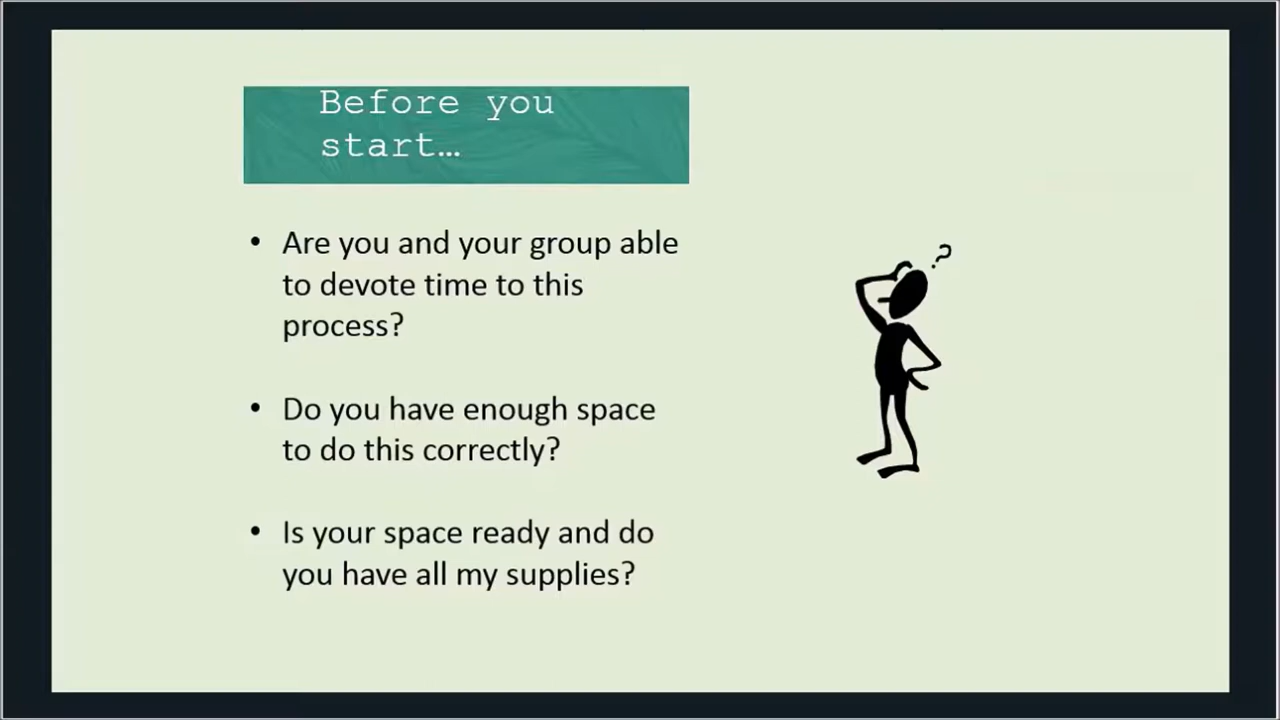 Before you
start…
?
• Are you and your group able
to devote time to this
process?
• Do you have enough space
to do this correctly?
• Is your space ready and do
you have all my supplies?